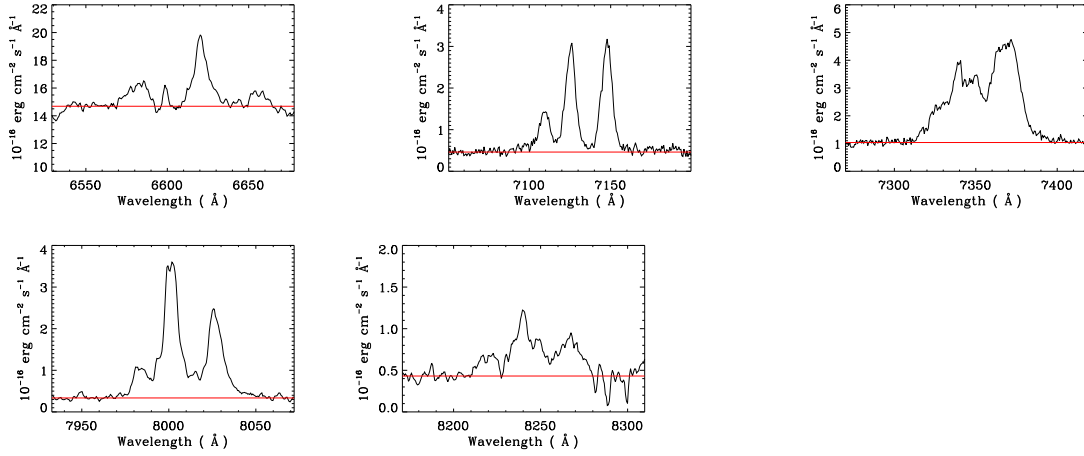 22
20
18
16
14
12
10
10⁻¹⁶ erg cm⁻² s⁻¹ Å⁻¹
6550 6600 6650
Wavelength ( Å )
4
3
2
1
0
10⁻¹⁶ erg cm⁻² s⁻¹ Å⁻¹
7100 7150
Wavelength ( Å )
6
5
4
3
2
1
0
10⁻¹⁶ erg cm⁻² s⁻¹ Å⁻¹
7300 7350 7400
Wavelength ( Å )
4
3
2
1
0
10⁻¹⁶ erg cm⁻² s⁻¹ Å⁻¹
7950 8000 8050
Wavelength ( Å )
2.0
1.5
1.0
0.5
0.0
10⁻¹⁶ erg cm⁻² s⁻¹ Å⁻¹
8200 8250 8300
Wavelength ( Å )